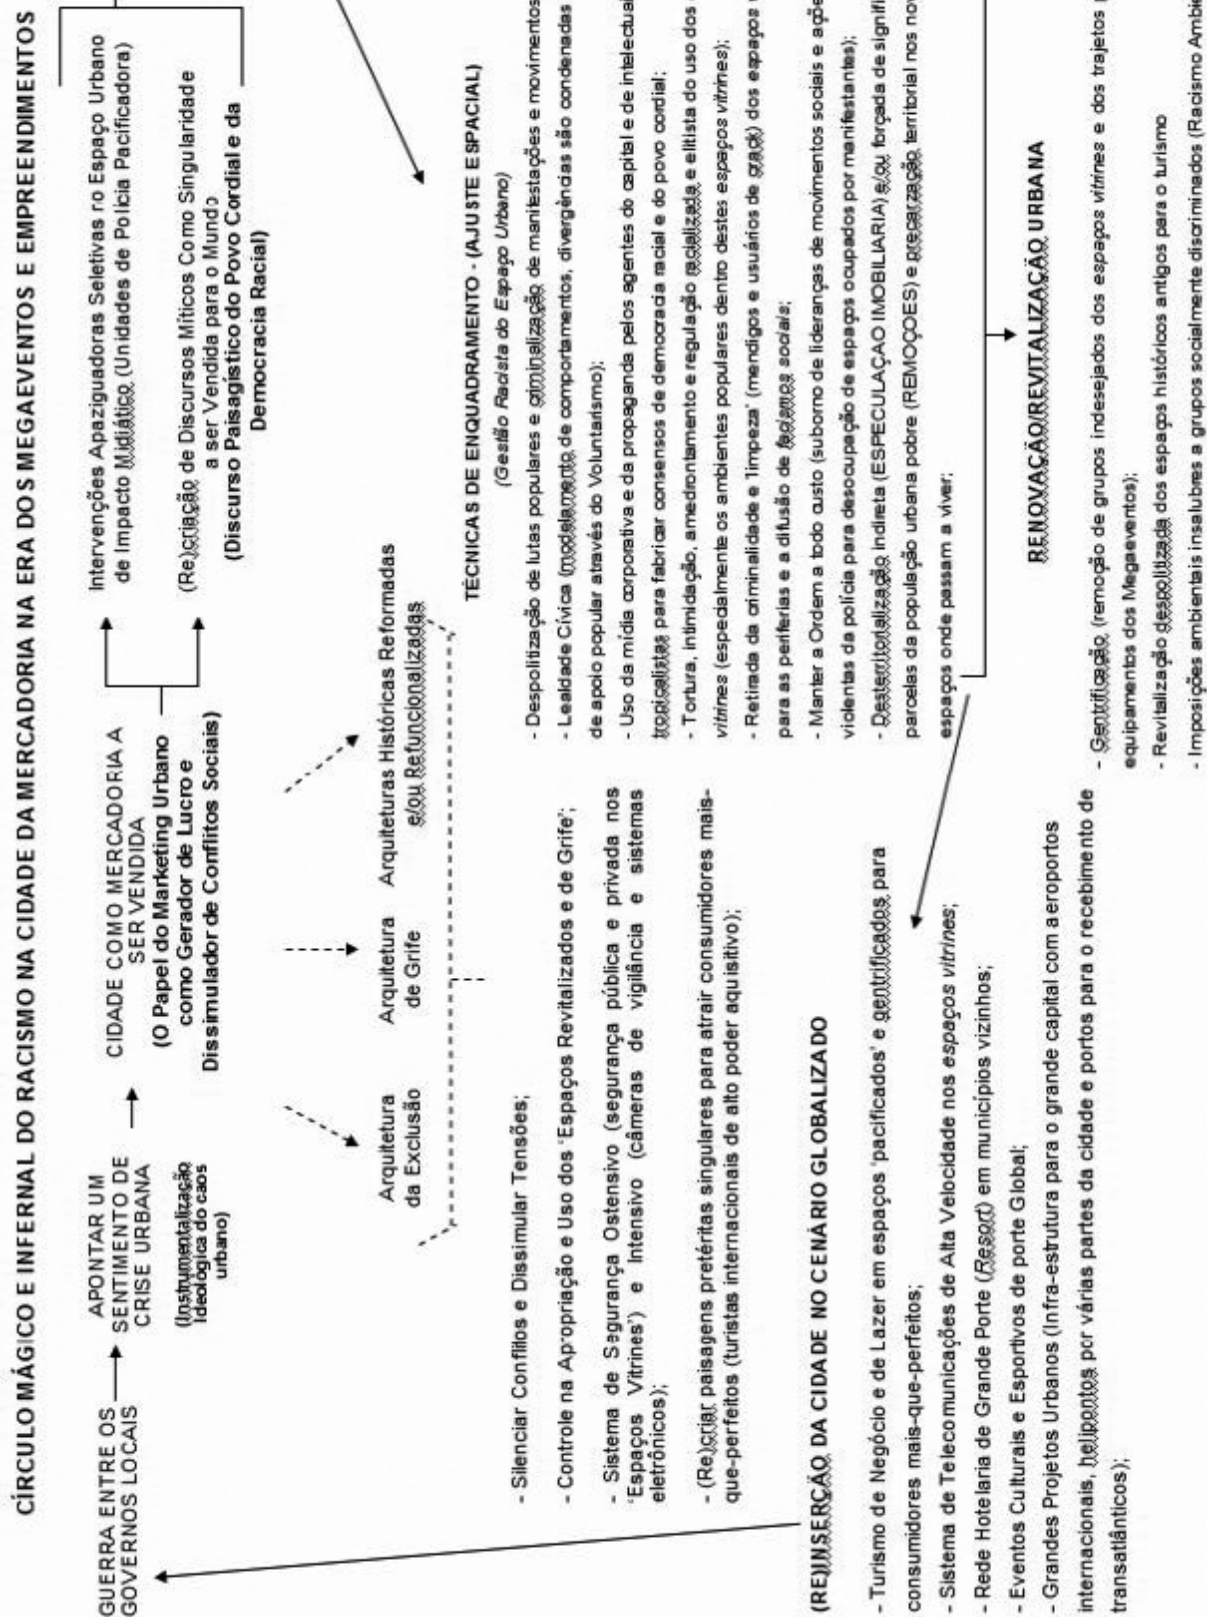 CÍRCULO MÁGICO E INFERNAL DO RACISMO NA CIDADE DA MERCADORIA NA ERA DOS MEGAEVENTOS E EMPREENDIMENTOS
GUERRA ENTRE OS
GOVERNOS LOCAIS
APONTAR UM
SENTIMENTO DE
CRISE URBANA
(Instrumentalização
Ideológica do caos
urbano)
CIDADE COMO MERCADORIA A
SER VENDIDA
(O Papel do Marketing Urbano
como Gerador de Lucro e
Dissimulador de Conflitos Sociais)
Intervenções Apaziguadoras Seletivas no Espaço Urbano
de Impacto Midiático (Unidades de Polícia Pacificadora)
(Re)criação de Discursos Míticos Como Singularidade
a ser Vendida para o Mundo
(Discurso Paisagístico do Povo Cordial e da
Democracia Racial)
Arquitetura
da Exclusão
Arquitetura
de Grife
Arquiteturas Históricas Reformadas
e/ou Refuncionalizadas
- Silenciar Conflitos e Dissimular Tensões;
- Controle na Apropriação e Uso dos 'Espaços Revitalizados e de Grife';
- Sistema de Segurança Ostensivo (segurança pública e privada nos
'Espaços Vitrines') e Intensivo (câmeras de vigilância e sistemas
eletrônicos);
- (Re)criar paisagens pretéritas singulares para atrair consumidores mais-
que-perfeitos (turistas internacionais de alto poder aquisitivo);
TÉCNICAS DE ENQUADRAMENTO - (AJUSTE ESPACIAL)
(Gestão Racista do Espaço Urbano)
- Despolitização de lutas populares e criminalização de manifestações e movimentos
- Lealdade Cívica (modelamento de comportamentos, divergências são condenadas
de apoio popular através do Voluntarismo);
- Uso da mídia corporativa e da propaganda pelos agentes do capital e de intelectuai
tropicalistas para fabricar consensos de democracia racial e do povo cordial;
- Tortura, intimidação, amedrontamento e regulação racializada e elitista do uso dos
vitrines (especialmente os ambientes populares dentro destes espaços vitrines);
- Retirada da criminalidade e 'limpeza' (mendigos e usuários de crack) dos espaços
para as periferias e a difusão de facismos sociais;
- Manter a Ordem a todo custo (suborno de lideranças de movimentos sociais e açõe
violentas da polícia para desocupação de espaços ocupados por manifestantes);
- Desterritorialização indireta (ESPECULAÇAO IMOBILIARIA) e/ou forçada de signifi
parcelas da população urbana pobre (REMOÇOES) e precarização territorial nos nov
espaços onde passam a viver;
(RE)INSERÇÃO DA CIDADE NO CENÁRIO GLOBALIZADO
- Turismo de Negócio e de Lazer em espaços 'pacificados' e gentrificados para
consumidores mais-que-perfeitos;
- Sistema de Telecomunicações de Alta Velocidade nos espaços vitrines;
- Rede Hotelaria de Grande Porte (Resort) em municípios vizinhos;
- Eventos Culturais e Esportivos de porte Global;
- Grandes Projetos Urbanos (Infra-estrutura para o grande capital com aeroportos
internacionais, helipontos por várias partes da cidade e portos para o recebimento de
transatlânticos);
RENOVAÇÃO/REVITALIZAÇÃO URBANA
- Gentrificação (remoção de grupos indesejados dos espaços vitrines e dos trajetos
equipamentos dos Megaeventos);
- Revitalização despolitizada dos espaços históricos antigos para o turismo
- Imposições ambientais insalubres a grupos socialmente discriminados (Racismo Ambie